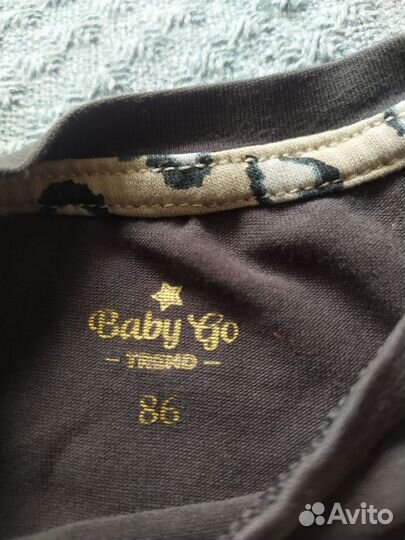 Baby Go
- TREND -
86
Avito